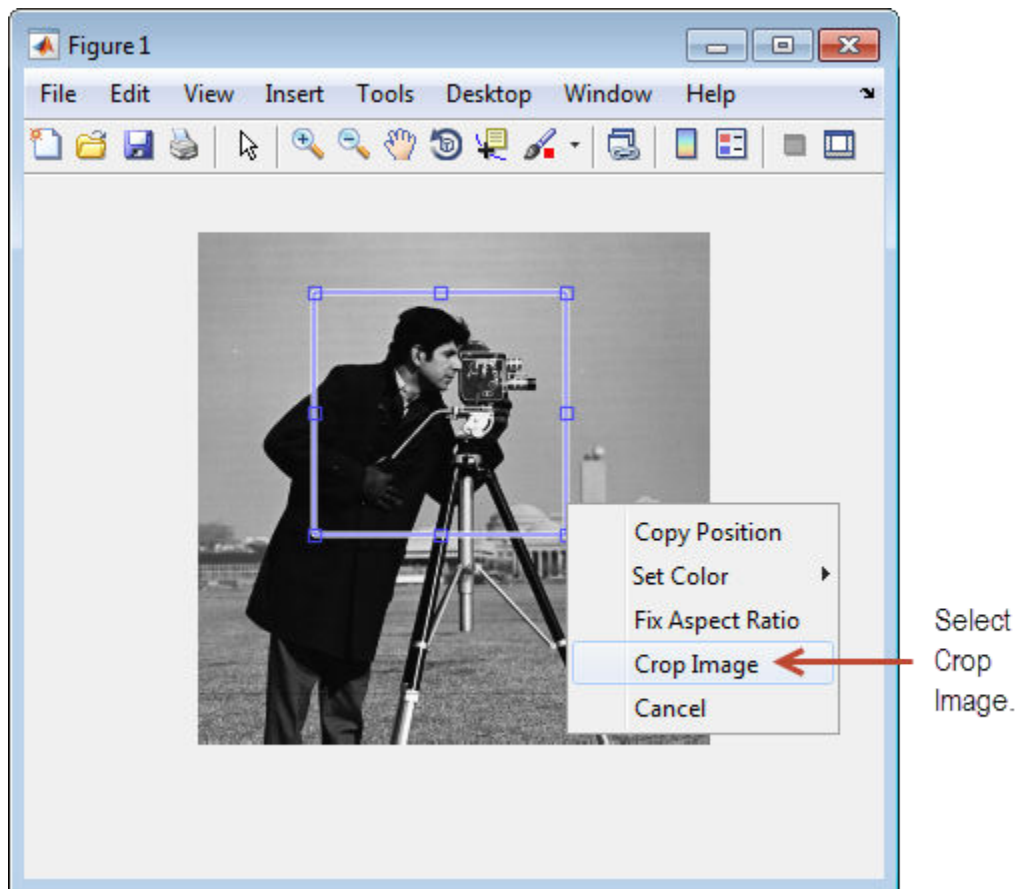 Figure 1
File Edit View Insert Tools Desktop Window Help
Copy Position
Set Color
Fix Aspect Ratio
Crop Image
Cancel
Select
Crop
Image.